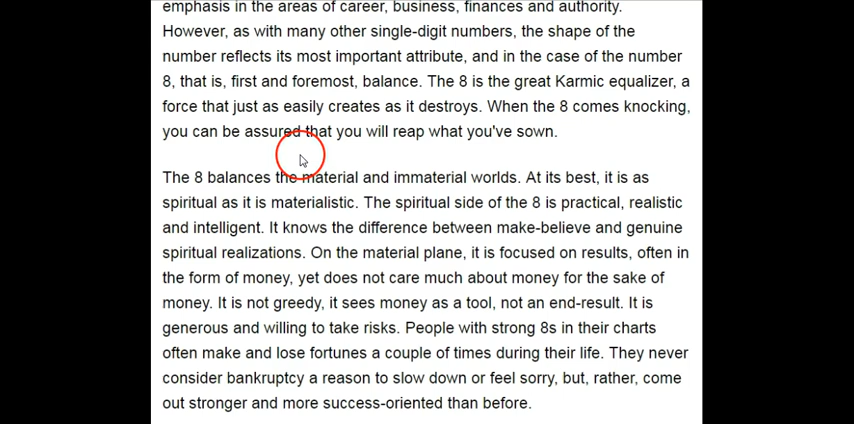 emphasis in the areas of career, business, finances and authority.
However, as with many other single-digit numbers, the shape of the
number reflects its most important attribute, and in the case of the number
8, that is, first and foremost, balance. The 8 is the great Karmic equalizer, a
force that just as easily creates as it destroys. When the 8 comes knocking,
you can be assured that you will reap what you've sown.
The 8 balances the material and immaterial worlds. At its best, it is as
spiritual as it is materialistic. The spiritual side of the 8 is practical, realistic
and intelligent. It knows the difference between make-believe and genuine
spiritual realizations. On the material plane, it is focused on results, often in
the form of money, yet does not care much about money for the sake of
money. It is not greedy, it sees money as a tool, not an end-result. It is
generous and willing to take risks. People with strong 8s in their charts
often make and lose fortunes a couple of times during their life. They never
consider bankruptcy a reason to slow down or feel sorry, but, rather, come
out stronger and more success-oriented than before.